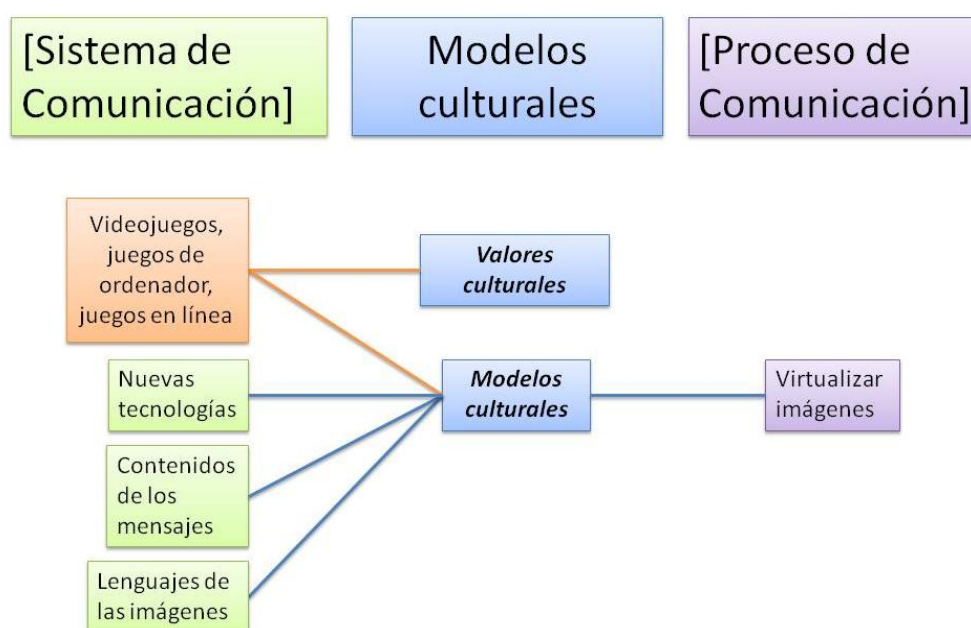 [Sistema de
Comunicación]
Modelos
culturales
[Proceso de
Comunicación]
Videojuegos,
juegos de
ordenador,
juegos en línea
Valores
culturales
Nuevas
tecnologías
Modelos
culturales
Virtualizar
imágenes
Contenidos
de los
mensajes
Lenguajes de
las imágenes